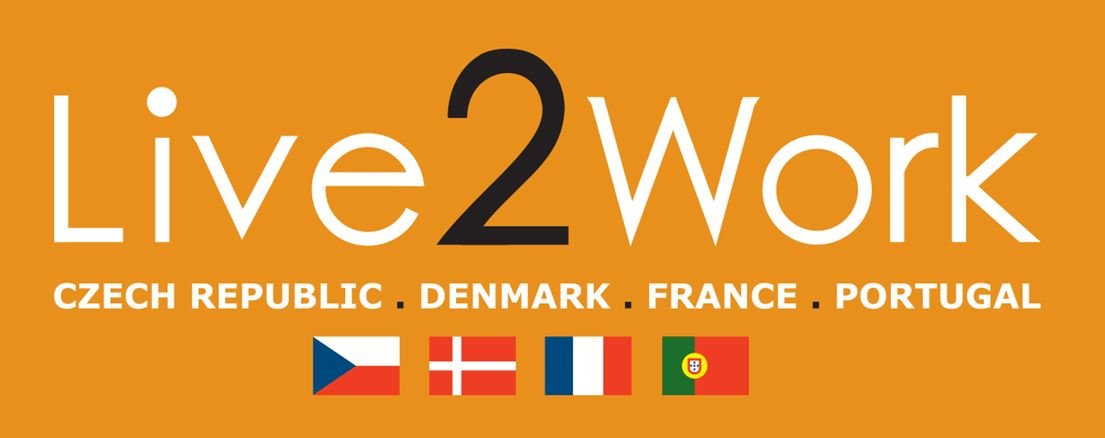 Live2Work
CZECH REPUBLIC . DENMARK . FRANCE . PORTUGAL